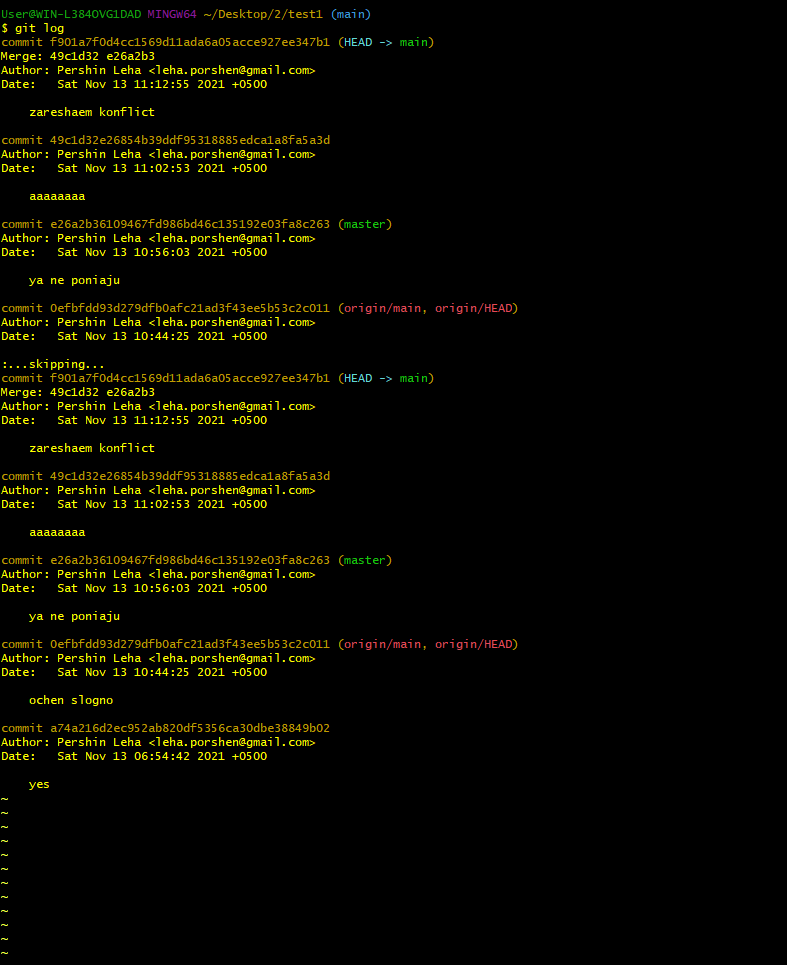 User@WIN-L384OVG1DAD MINGW64 ~/Desktop/2/test1 (main)
$ git log
commit f901a7f0d4cc1569d11ada6a05acce927ee347b1 (HEAD -> main)
Merge: 49c1d32 e26a2b3
Author: Pershin Leha <leha.porshen@gmail.com>
Date:   Sat Nov 13 11:12:55 2021 +0500
    zareshaem konflict
commit 49c1d32e26854b39ddf95318885edca1a8fa5a3d
Author: Pershin Leha <leha.porshen@gmail.com>
Date:   Sat Nov 13 11:02:53 2021 +0500
    aaaaaaaa
commit e26a2b36109467fd986bd46c135192e03fa8c263 (master)
Author: Pershin Leha <leha.porshen@gmail.com>
Date:   Sat Nov 13 10:56:03 2021 +0500
    ya ne poniaju
commit 0efbfdd93d279dfb0afc21ad3f43ee5b53c2c011 (origin/main, origin/HEAD)
Author: Pershin Leha <leha.porshen@gmail.com>
Date:   Sat Nov 13 10:44:25 2021 +0500
:...skipping...
commit f901a7f0d4cc1569d11ada6a05acce927ee347b1 (HEAD -> main)
Merge: 49c1d32 e26a2b3
Author: Pershin Leha <leha.porshen@gmail.com>
Date:   Sat Nov 13 11:12:55 2021 +0500
    zareshaem konflict
commit 49c1d32e26854b39ddf95318885edca1a8fa5a3d
Author: Pershin Leha <leha.porshen@gmail.com>
Date:   Sat Nov 13 11:02:53 2021 +0500
    aaaaaaaa
commit e26a2b36109467fd986bd46c135192e03fa8c263 (master)
Author: Pershin Leha <leha.porshen@gmail.com>
Date:   Sat Nov 13 10:56:03 2021 +0500
    ya ne poniaju
commit 0efbfdd93d279dfb0afc21ad3f43ee5b53c2c011 (origin/main, origin/HEAD)
Author: Pershin Leha <leha.porshen@gmail.com>
Date:   Sat Nov 13 10:44:25 2021 +0500
    ochen slogno
commit a74a216d2ec952ab820df5356ca30dbe38849b02
Author: Pershin Leha <leha.porshen@gmail.com>
Date:   Sat Nov 13 06:54:42 2021 +0500
    yes
~
~
~
~
~
~
~
~
~
~
~
~